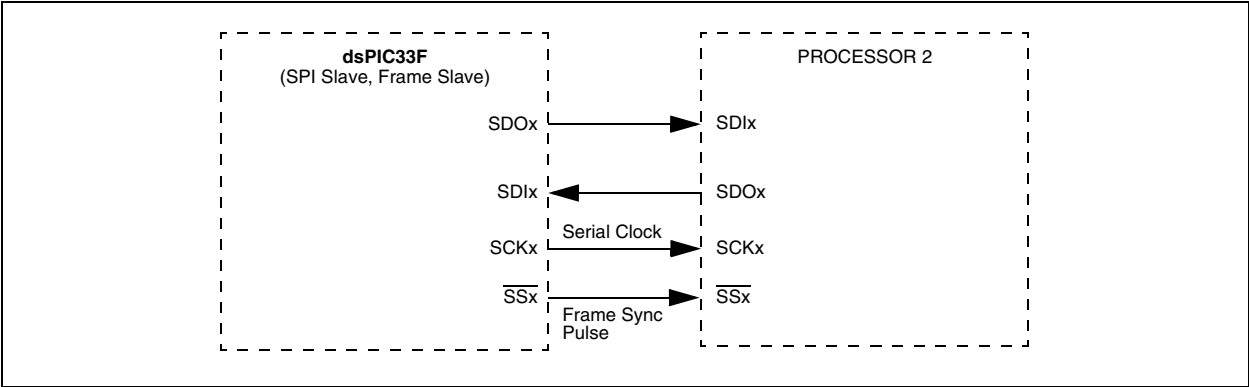 dsPIC33F
(SPI Slave, Frame Slave)
PROCESSOR 2
SDOx
SDIx
SDIx
SDOx
Serial Clock
SCKx
SCKx
SSx
SSx
Frame Sync
Pulse